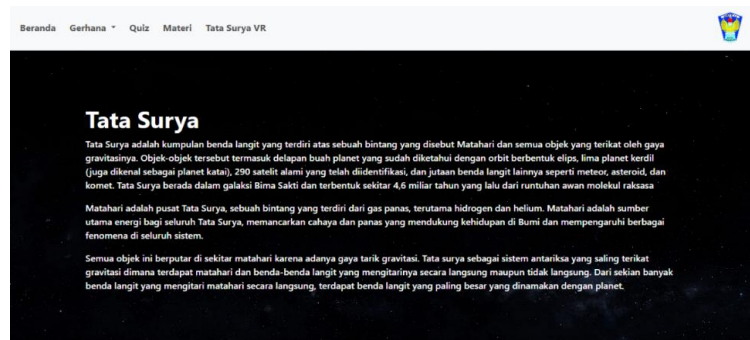 Beranda Gerhana Quiz Materi Tata Surya VR
Tata Surya
Tata Surya adalah kumpulan benda langit yang terdiri atas sebuah bintang yang disebut Matahari dan semua objek yang terikat oleh gaya
gravitasinya. Objek-objek tersebut termasuk delapan buah planet yang sudah diketahui dengan orbit berbentuk elips, lima planet kerdil
(juga dikenal sebagai planet katai), 290 satelit alami yang telah diidentifikasi, dan jutaan benda langit lainnya seperti meteor, asteroid, dan
komet. Tata Surya berada dalam galaksi Bima Sakti dan terbentuk sekitar 4,6 miliar tahun yang lalu dari runtuhan awan molekul raksasa
Matahari adalah pusat Tata Surya, sebuah bintang yang terdiri dari gas panas, terutama hidrogen dan helium. Matahari adalah sumber
utama energi bagi seluruh Tata Surya, memancarkan cahaya dan panas yang mendukung kehidupan di Bumi dan mempengaruhi berbagai
fenomena di seluruh sistem.
Semua objek ini berputar di sekitar matahari karena adanya gaya tarik gravitasi. Tata surya sebagai sistem antariksa yang saling terikat
gravitasi dimana terdapat matahari dan benda-benda langit yang mengitarinya secara langsung maupun tidak langsung. Dari sekian banyak
benda langit yang mengitari matahari secara langsung, terdapat benda langit yang paling besar yang dinamakan dengan planet.